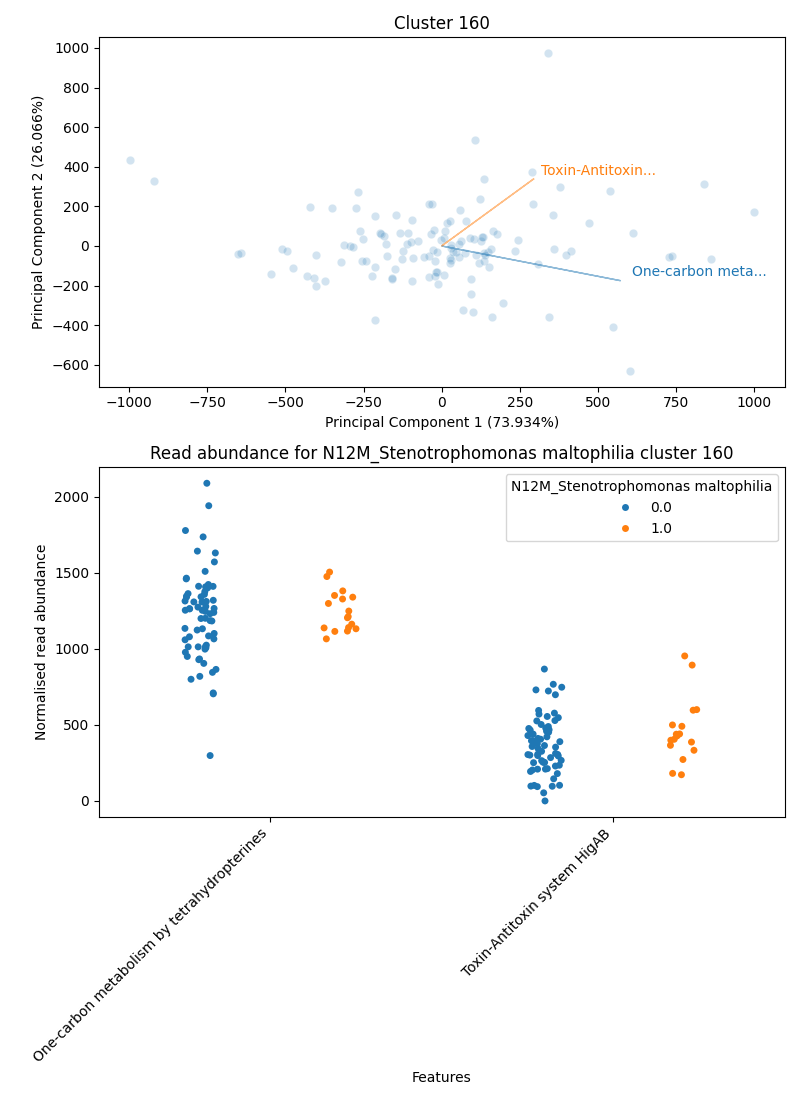 Cluster 160
1000
800
600
400
200
0
−200
−400
−600
Principal Component 2 (26.066%)
Toxin-Antitoxin...
One-carbon meta...
−1000 −750 −500 −250 0 250 500 750 1000
Principal Component 1 (73.934%)
Read abundance for N12M_Stenotrophomonas maltophilia cluster 160
N12M_Stenotrophomonas maltophilia
0.0
1.0
2000
1500
1000
500
0
Normalised read abundance
One-carbon metabolism by tetrahydropterines
Toxin-Antitoxin system HigAB
Features